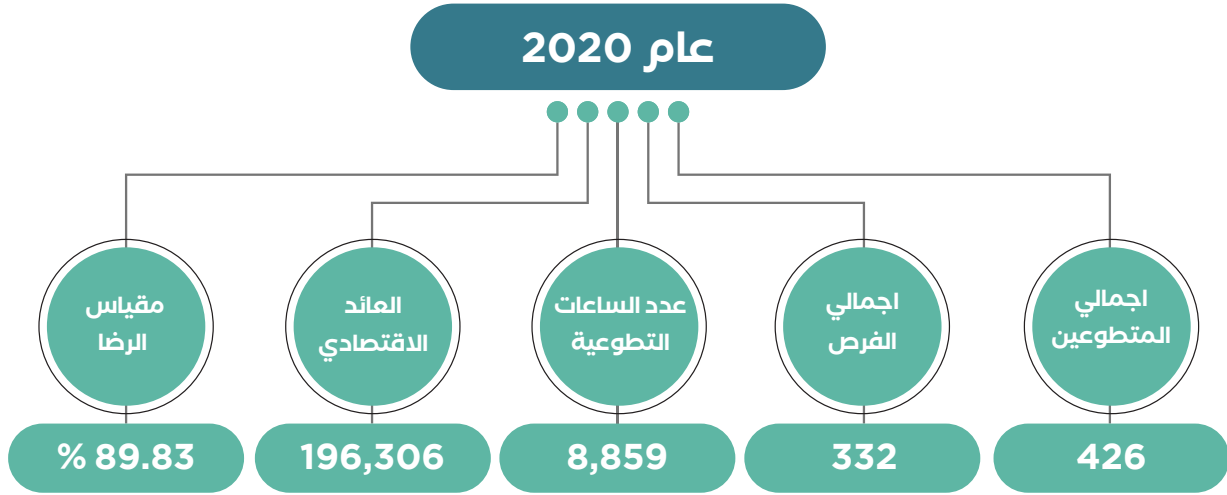 عام 2020
اجمالي
المتطوعين
426
اجمالي
الفرص
332
عدد الساعات
التطوعية
8,859
العائد
الاقتصادي
196,306
مقياس
الرضا
% 89.83